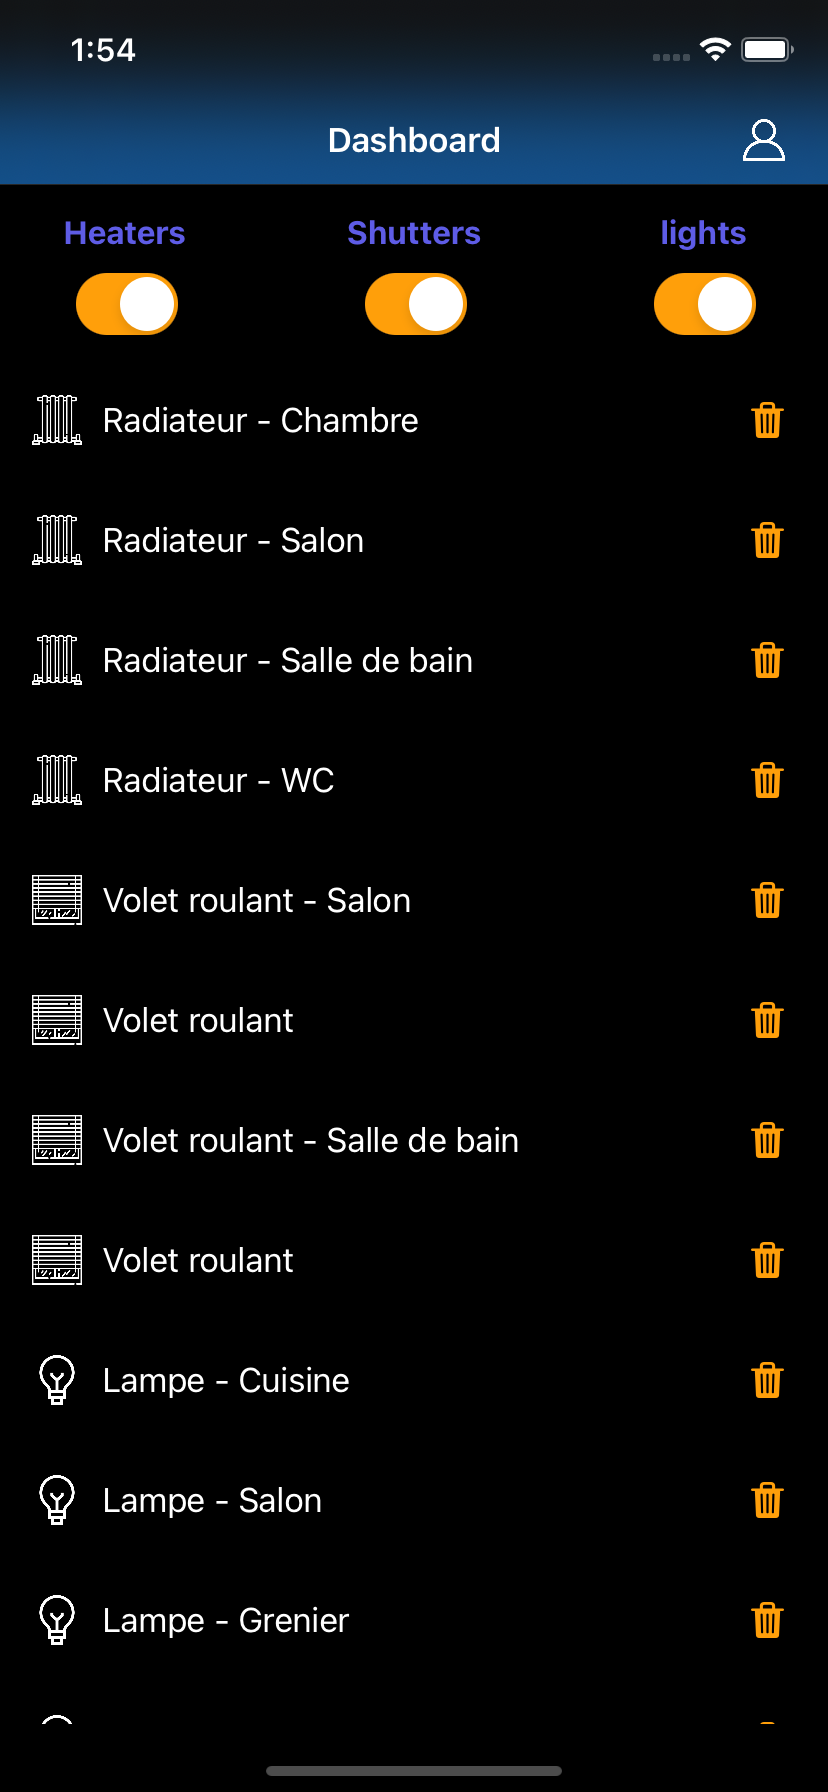 1:54
Dashboard
Heaters Shutters lights
Radiateur - Chambre
Radiateur - Salon
Radiateur - Salle de bain
Radiateur - WC
Volet roulant - Salon
Volet roulant
Volet roulant - Salle de bain
Volet roulant
Lampe - Cuisine
Lampe - Salon
Lampe - Grenier